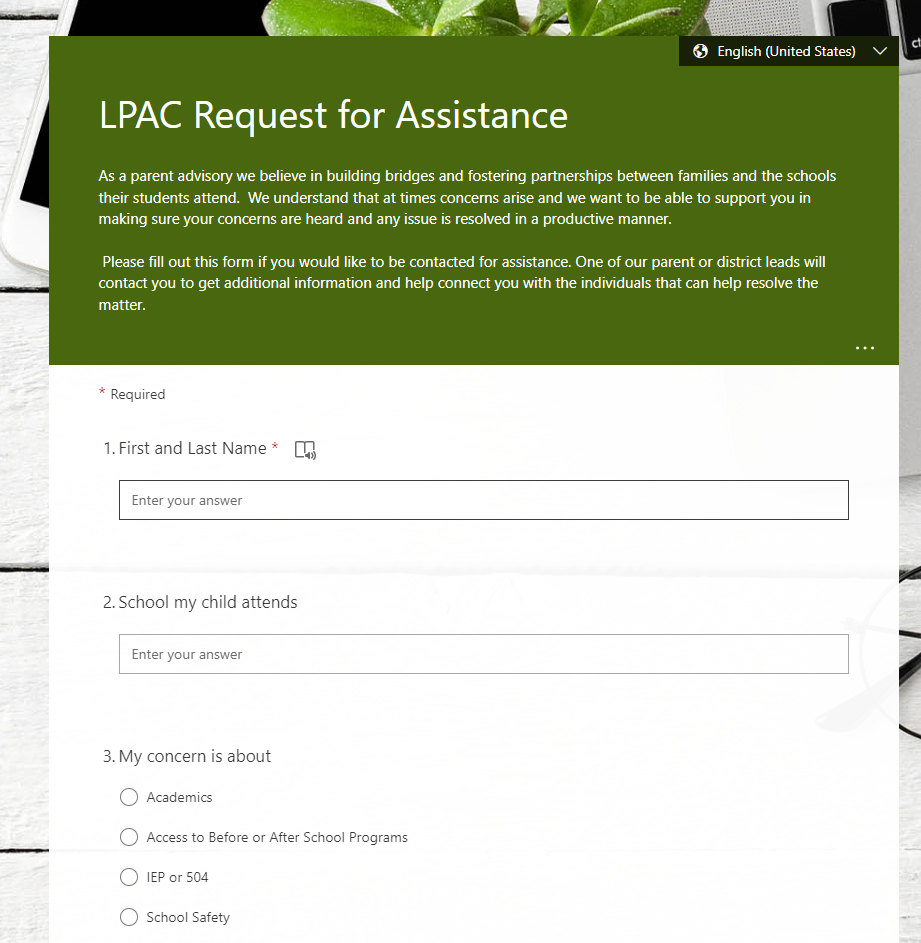 English (United States)
LPAC Request for Assistance
As a parent advisory we believe in building bridges and fostering partnerships between families and the schools
their students attend.  We understand that at times concerns arise and we want to be able to support you in
making sure your concerns are heard and any issue is resolved in a productive manner.
Please fill out this form if you would like to be contacted for assistance. One of our parent or district leads will
contact you to get additional information and help connect you with the individuals that can help resolve the
matter.
...
* Required
1. First and Last Name *
Enter your answer
2. School my child attends
Enter your answer
3. My concern is about
Academics
Access to Before or After School Programs
IEP or 504
School Safety